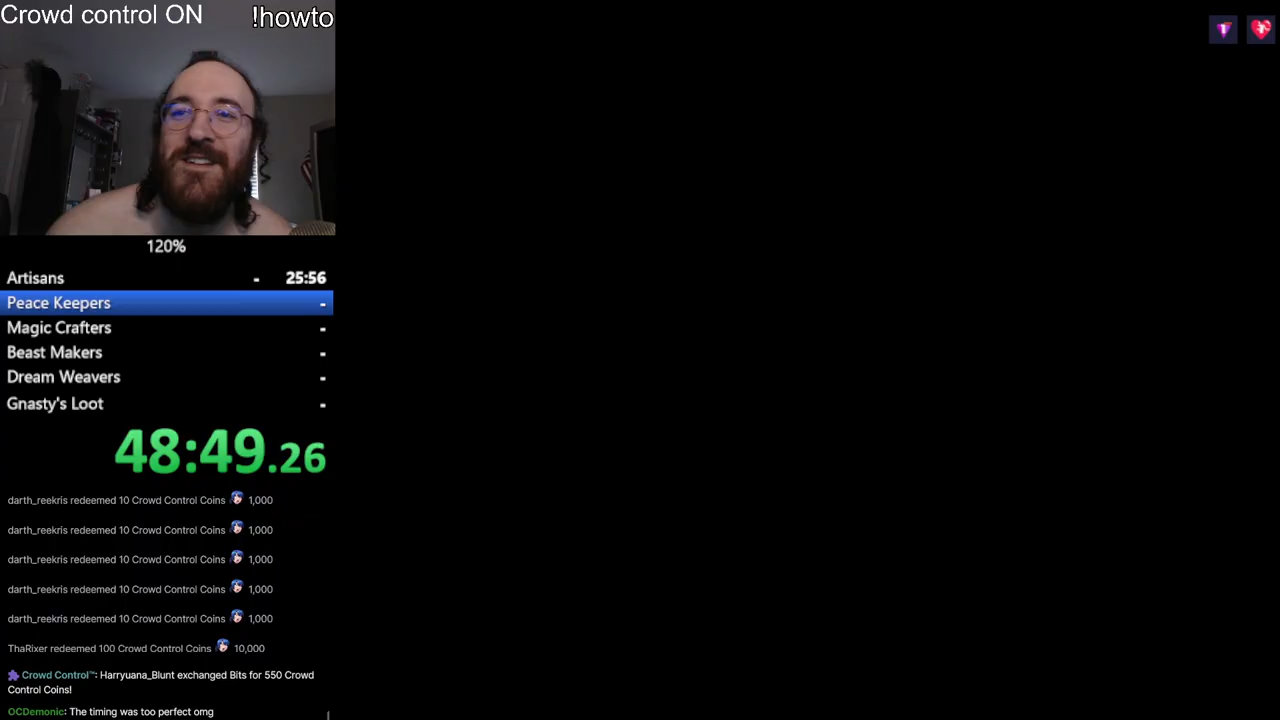 Crowd control ON
!howto
120%
Artisans - 25:56
Peace Keepers -
Magic Crafters -
Beast Makers -
Dream Weavers -
Gnasty's Loot -
48:49.26
darth_reekris redeemed 10 Crowd Control Coins 1,000
darth_reekris redeemed 10 Crowd Control Coins 1,000
darth_reekris redeemed 10 Crowd Control Coins 1,000
darth_reekris redeemed 10 Crowd Control Coins 1,000
darth_reekris redeemed 10 Crowd Control Coins 1,000
ThaRixer redeemed 100 Crowd Control Coins 10,000
Crowd Control™: Harryuana_Blunt exchanged Bits for 550 Crowd
Control Coins!
OCDemonic: The timing was too perfect omg